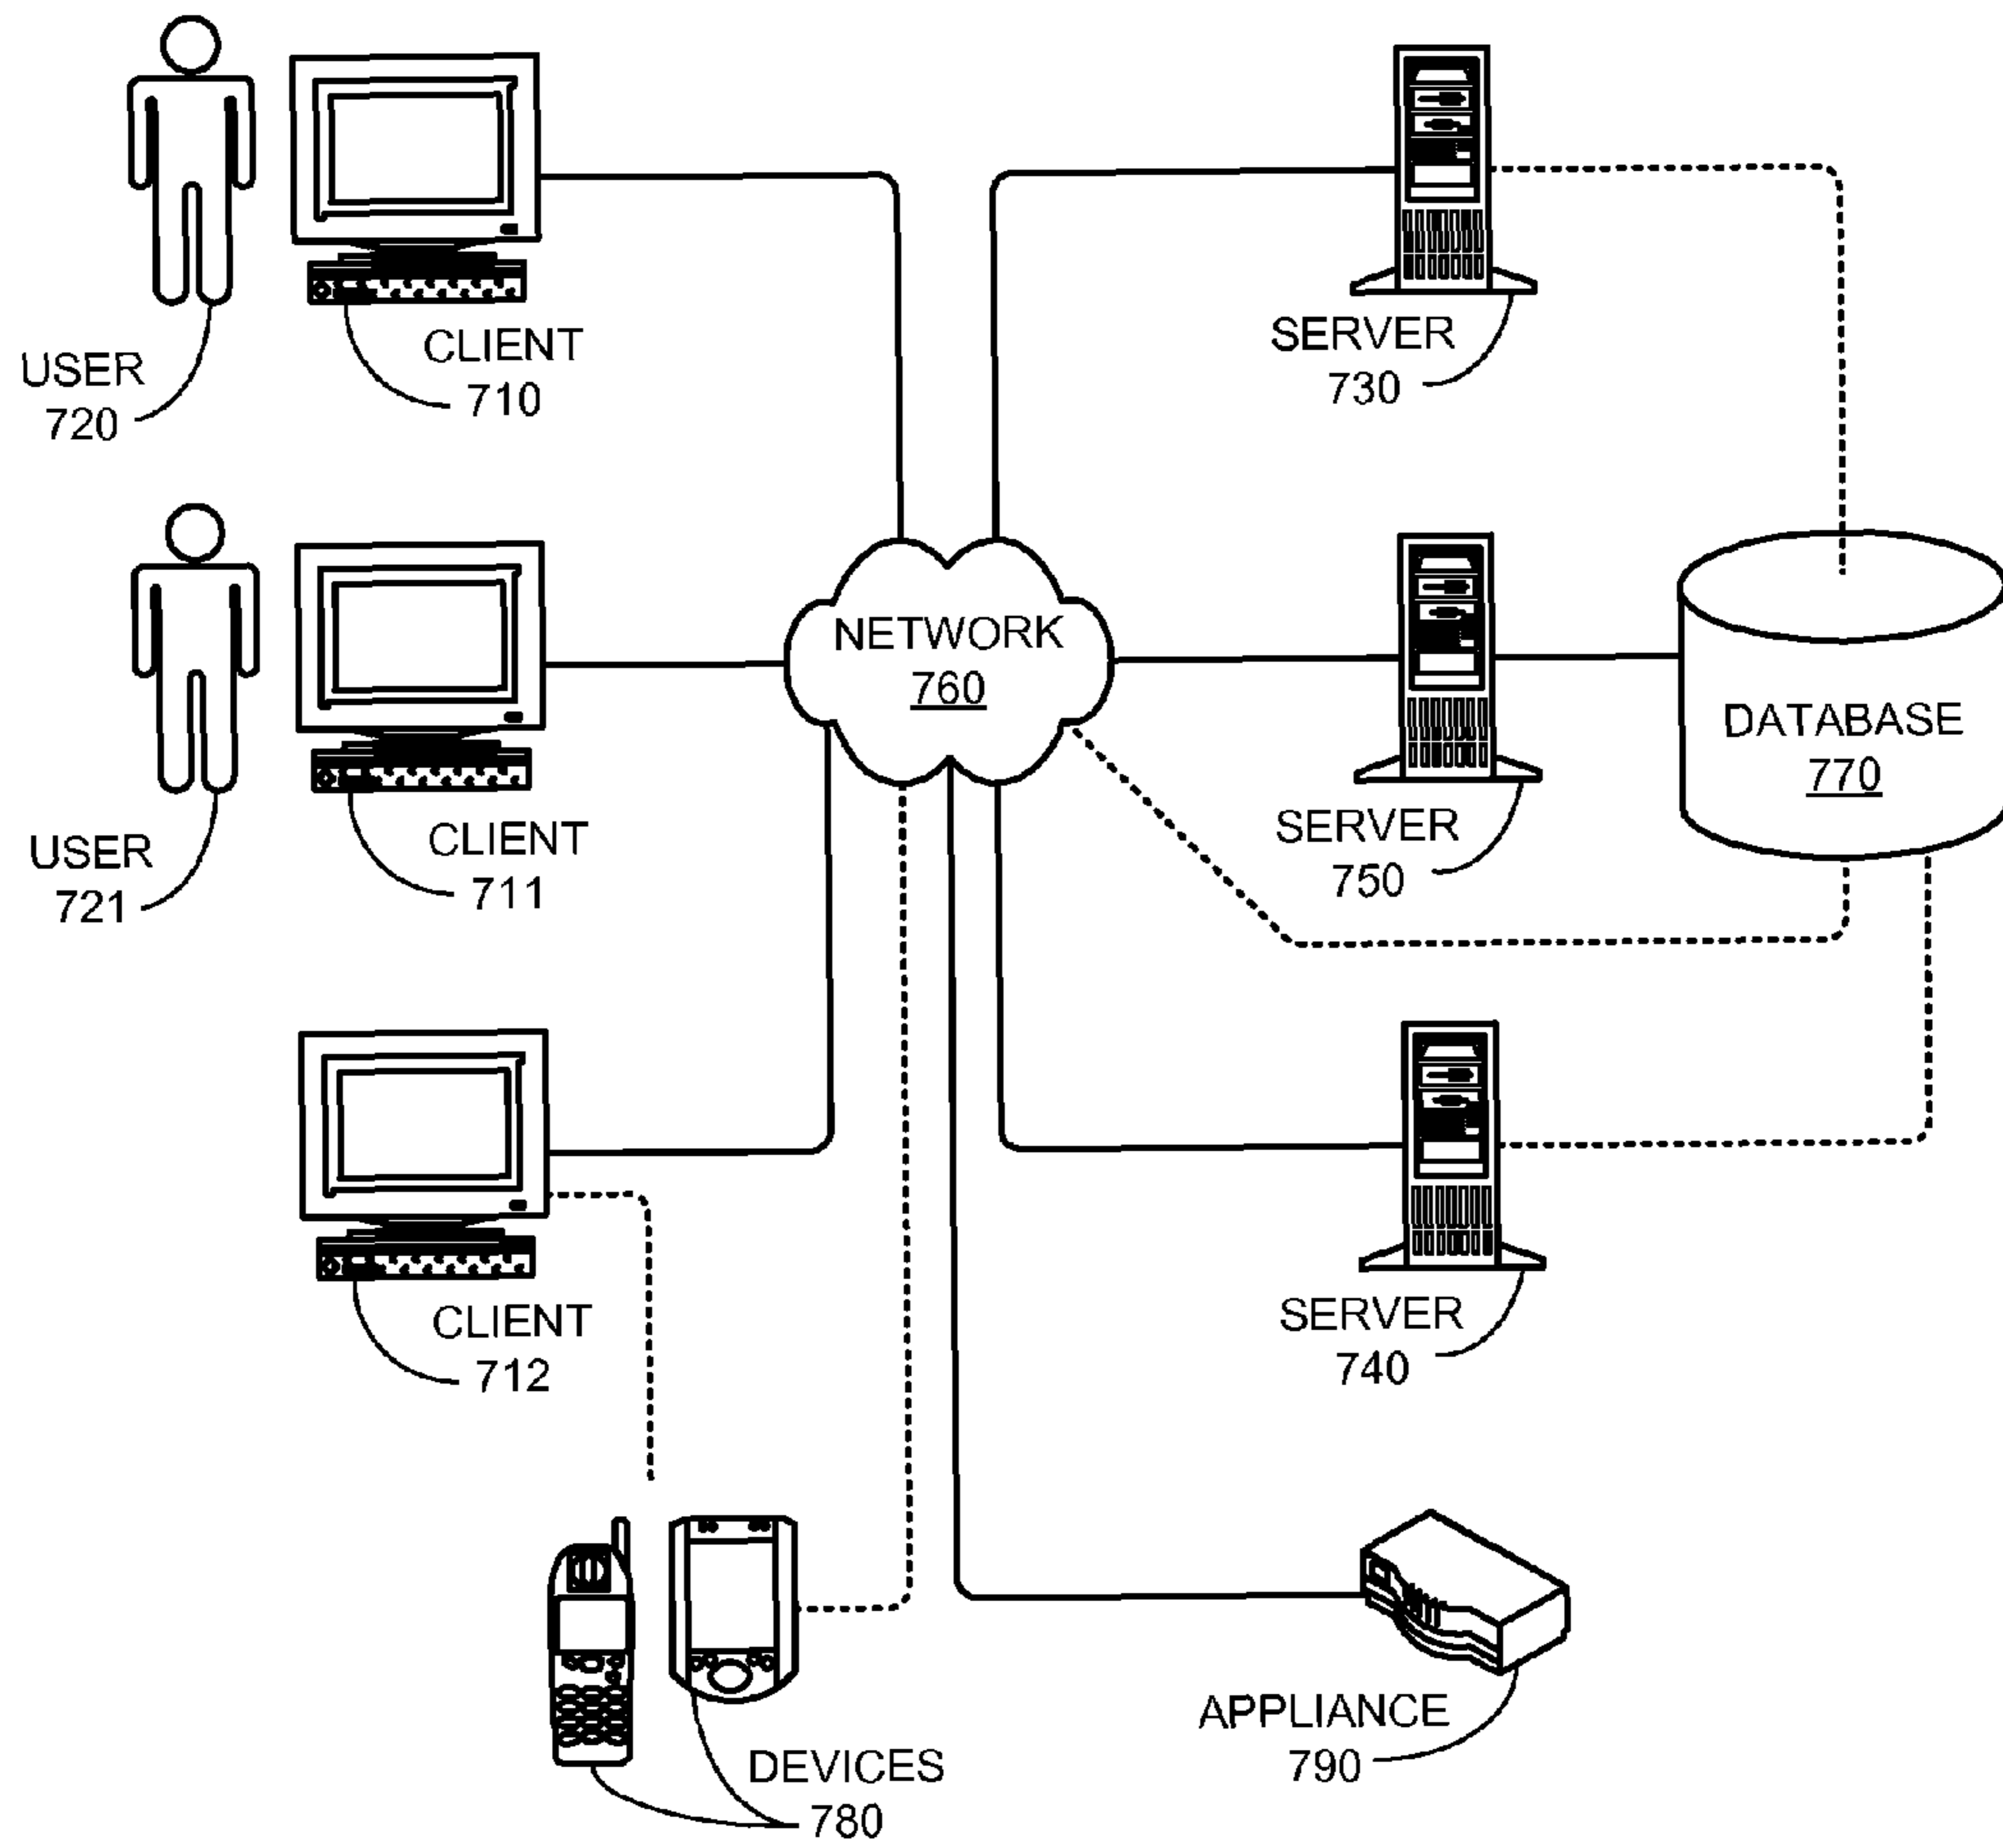 USER
720
CLIENT
710
SERVER
730
NETWORK
760
DATABASE
770
USER
721
CLIENT
711
SERVER
750
CLIENT
712
SERVER
740
DEVICES
780
APPLIANCE
790